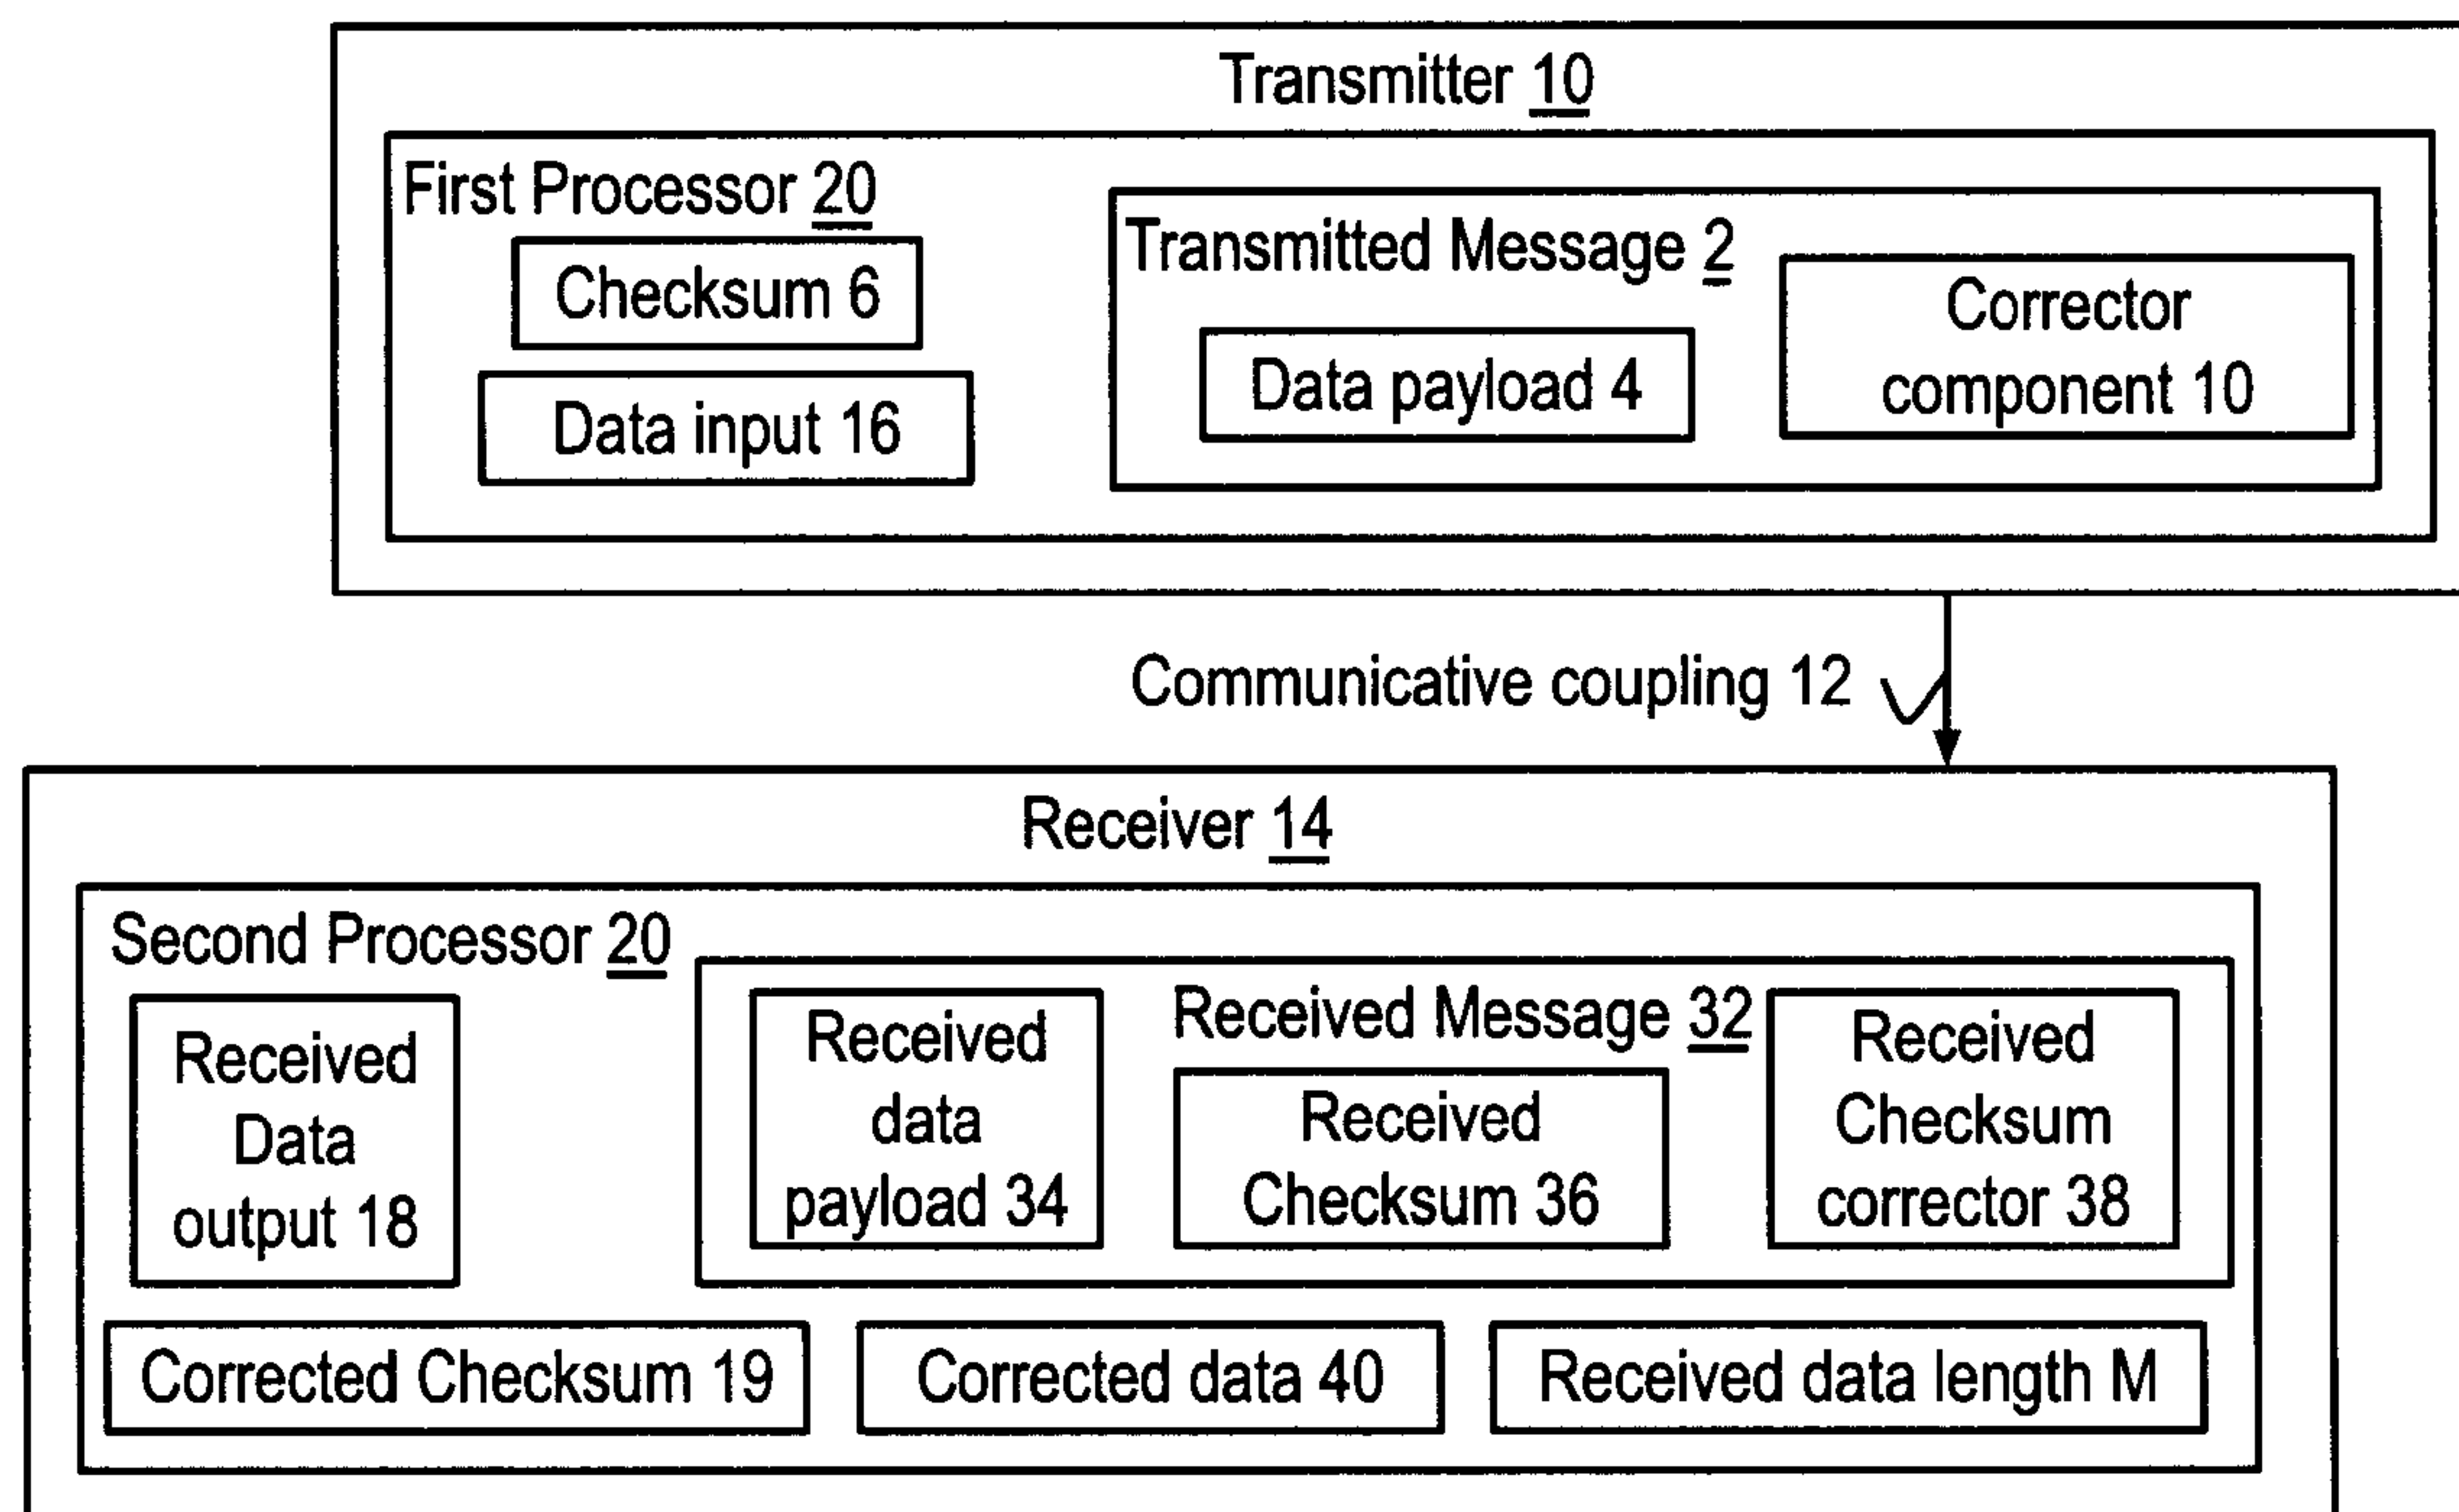 Transmitter 10
First Processor 20
Checksum 6
Data input 16
Transmitted Message 2
Data payload 4
Corrector
component 10
Communicative coupling 12
Receiver 14
Second Processor 20
Received
Data
output 18
Received
data
payload 34
Received Message 32
Received
Checksum 36
Received
Checksum
corrector 38
Corrected Checksum 19
Corrected data 40
Received data length M